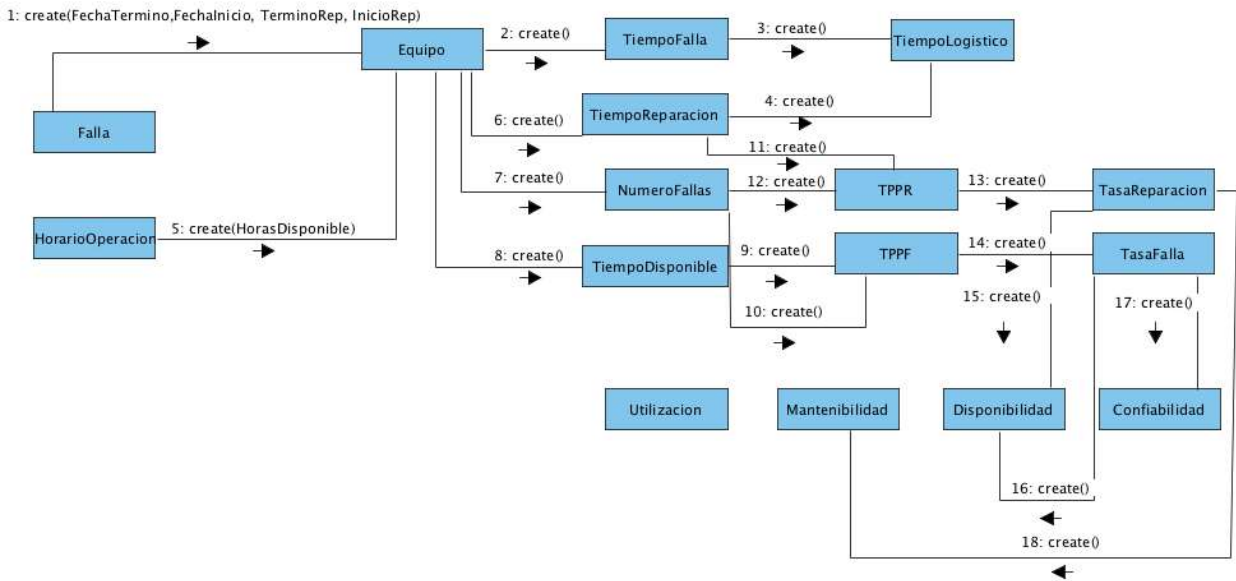 1: create(FechaTermino,FechaInicio, TerminoRep, InicioRep)
Equipo
2: create()
TiempoFalla
3: create()
TiempoLogistico
Falla
6: create()
TiempoReparacion
4: create()
11: create()
7: create()
NumeroFallas
12: create()
TPPR
13: create()
TasaReparacion
HorarioOperacion
5: create(HorasDisponible)
8: create()
TiempoDisponible
9: create()
TPPF
14: create()
TasaFalla
10: create()
15: create()
17: create()
Utilizacion
Mantenibilidad
Disponibilidad
Confiabilidad
16: create()
18: create()